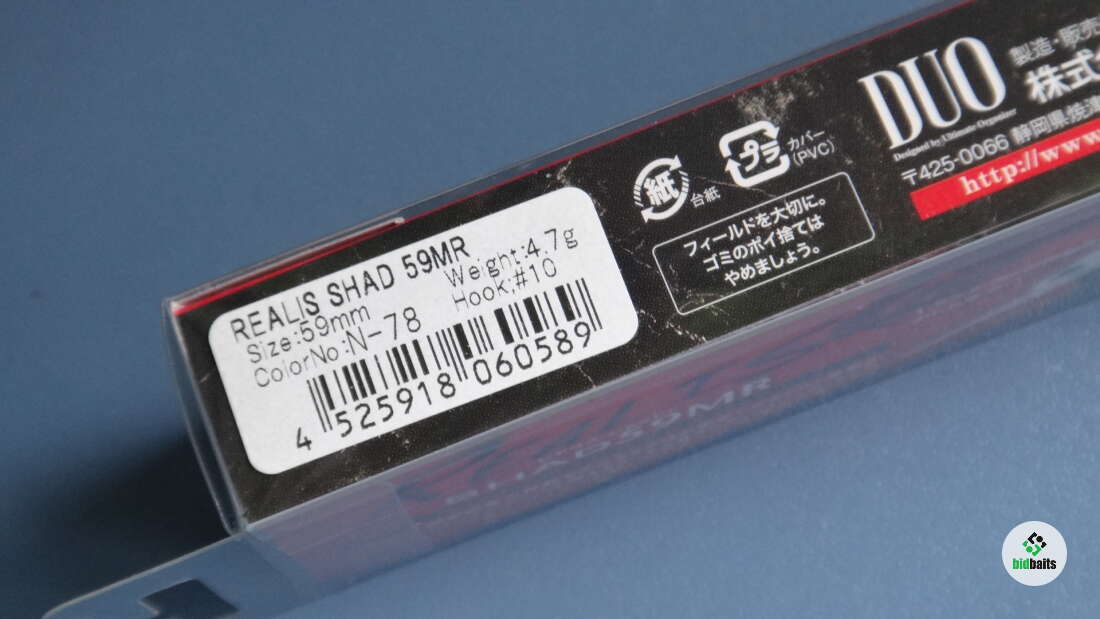 REALIS SHAD 59MR
Size:59mm Weight:4.7g
ColorNo:N-78 Hook:#10
4 525918 060589
紙
台紙
プラ
カバー
(PVC)
フィールドを大切に。
ゴミのポイ捨ては
やめましょう。
DUO
Designed by Ultimate Organizer
製造・販売
株式会
〒425-0066 静岡県焼津
http://www.
SHAD59MR
bidbaits